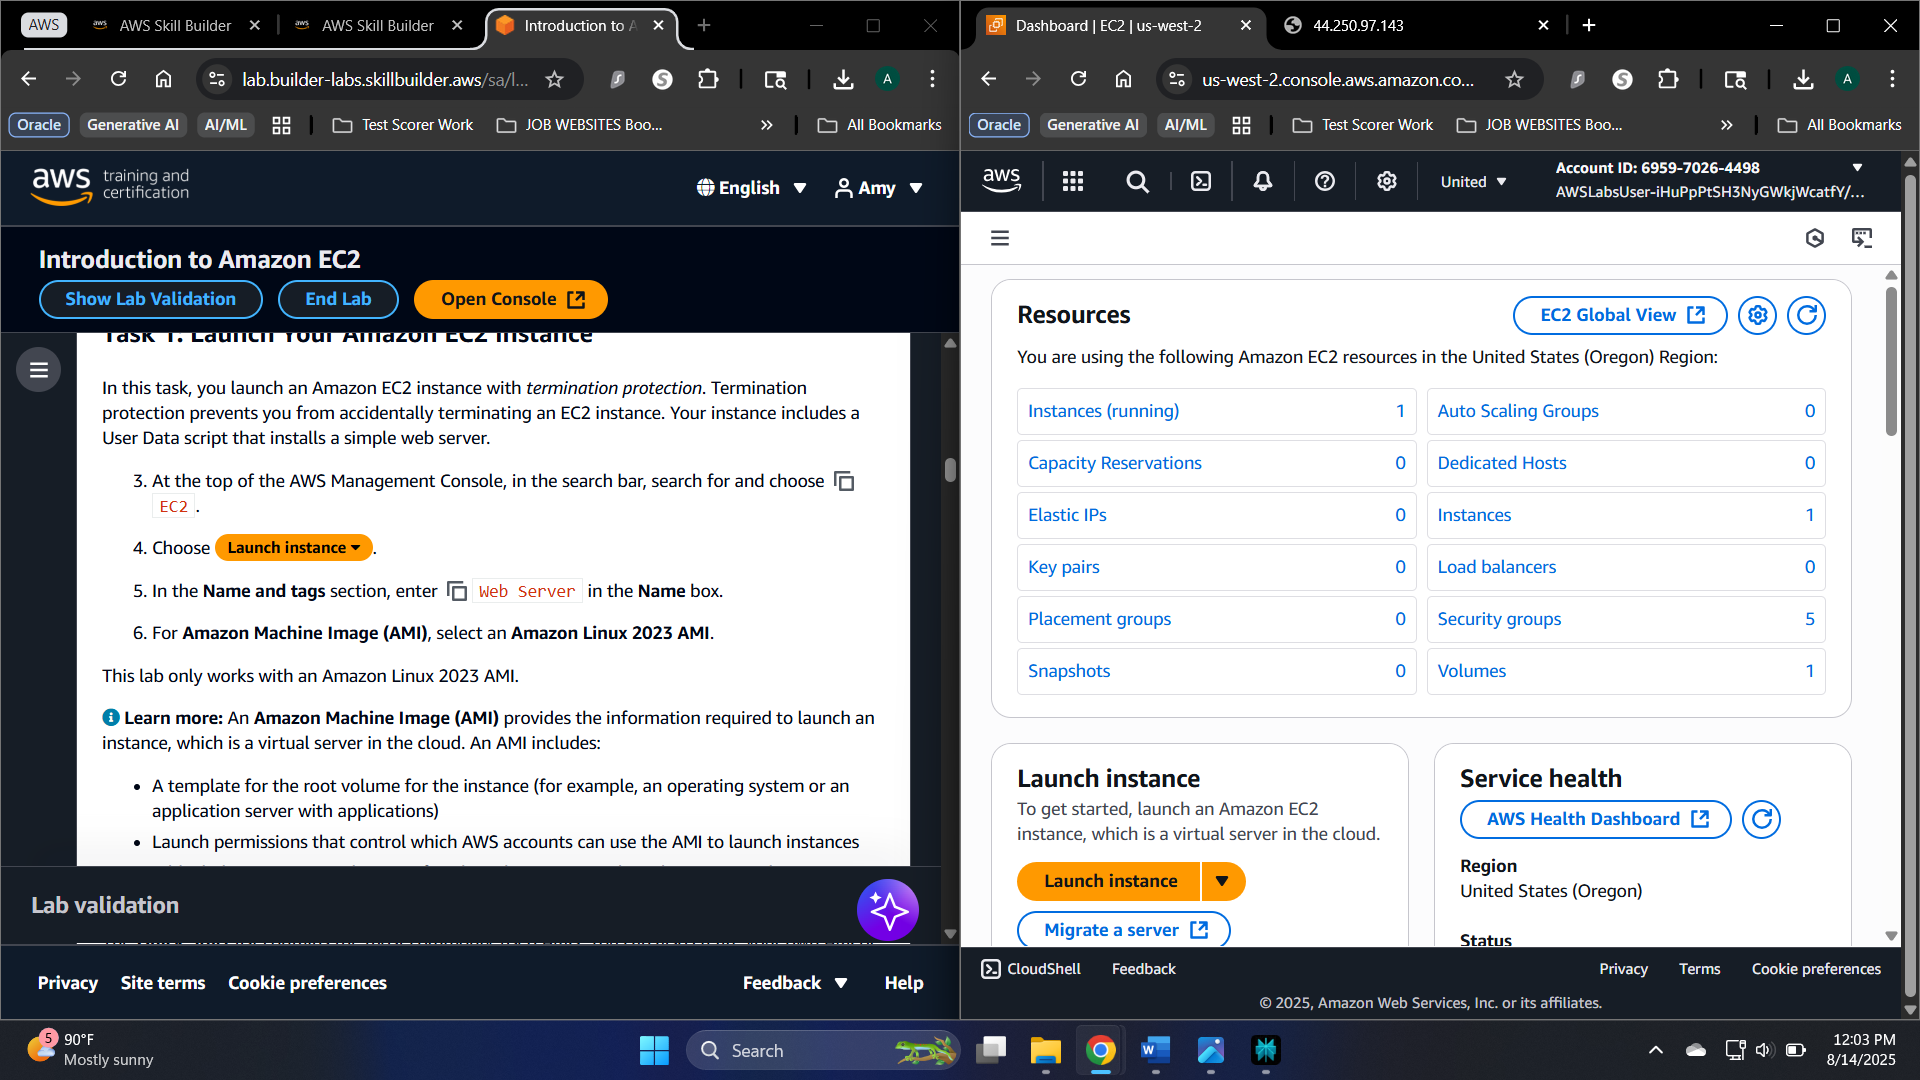 AWS
AWS Skill Builder
AWS Skill Builder
Introduction to A
lab.builder-labs.skillbuilder.aws/sa/l...
A
Oracle
Generative AI
AI/ML
Test Scorer Work
JOB WEBSITES Boo...
All Bookmarks
aws training and certification
English
Amy
Introduction to Amazon EC2
Show Lab Validation
End Lab
Open Console
Task 1: Launch Your Amazon EC2 Instance
In this task, you launch an Amazon EC2 instance with termination protection. Termination
protection prevents you from accidentally terminating an EC2 instance. Your instance includes a
User Data script that installs a simple web server.
3. At the top of the AWS Management Console, in the search bar, search for and choose
EC2 .
4. Choose Launch instance .
5. In the Name and tags section, enter Web Server in the Name box.
6. For Amazon Machine Image (AMI), select an Amazon Linux 2023 AMI.
This lab only works with an Amazon Linux 2023 AMI.
Learn more: An Amazon Machine Image (AMI) provides the information required to launch an
instance, which is a virtual server in the cloud. An AMI includes:
• A template for the root volume for the instance (for example, an operating system or an
application server with applications)
• Launch permissions that control which AWS accounts can use the AMI to launch instances
Lab validation
Privacy
Site terms
Cookie preferences
Feedback
Help
Dashboard | EC2 | us-west-2
44.250.97.143
us-west-2.console.aws.amazon.co...
A
Oracle
Generative AI
AI/ML
Test Scorer Work
JOB WEBSITES Boo...
All Bookmarks
aws
United
Account ID: 6959-7026-4498
AWSLabsUser-iHuPpPtSH3NyGWkjWcatfY/...
Resources
EC2 Global View
You are using the following Amazon EC2 resources in the United States (Oregon) Region:
Instances (running) 1
Auto Scaling Groups 0
Capacity Reservations 0
Dedicated Hosts 0
Elastic IPs 0
Instances 1
Key pairs 0
Load balancers 0
Placement groups 0
Security groups 5
Snapshots 0
Volumes 1
Launch instance
To get started, launch an Amazon EC2
instance, which is a virtual server in the cloud.
Launch instance
Migrate a server
Service health
AWS Health Dashboard
Region
United States (Oregon)
Status
CloudShell
Feedback
Privacy
Terms
Cookie preferences
© 2025, Amazon Web Services, Inc. or its affiliates.
5
90°F
Mostly sunny
Search
12:03 PM
8/14/2025